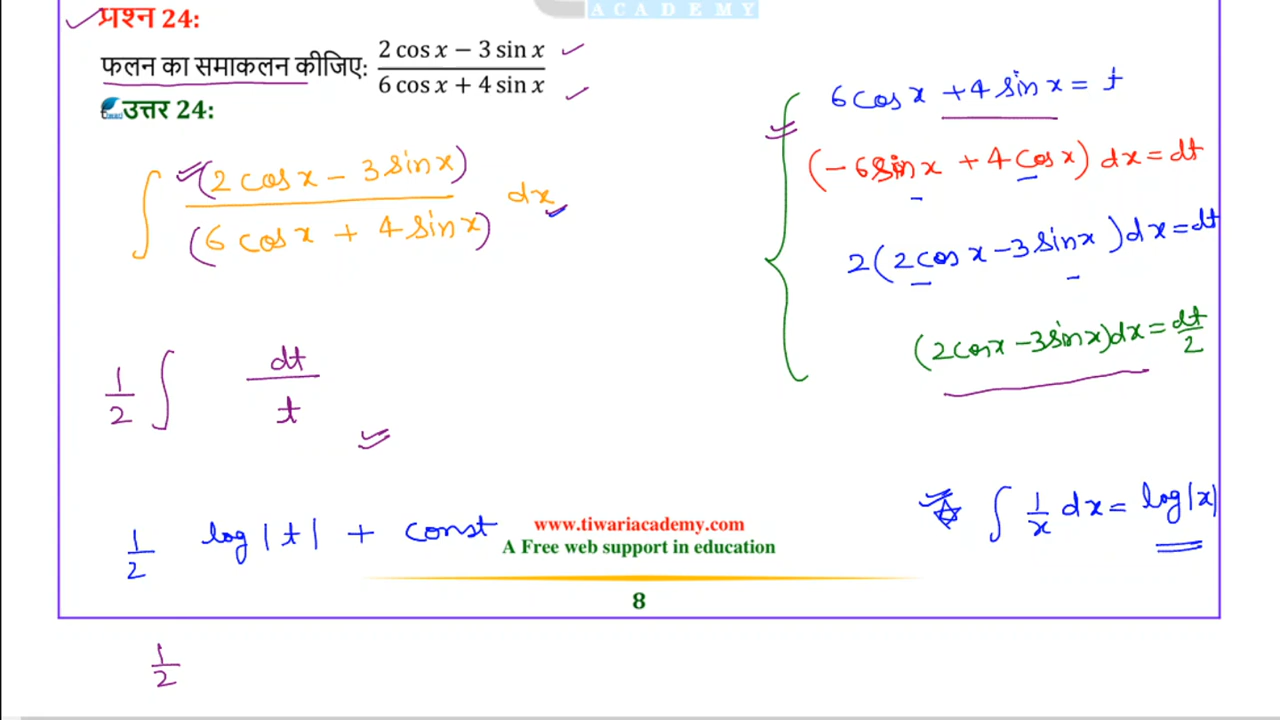 ACADEMY
प्रश्न 24:
फलन का समाकलन कीजिए: (2 cos x − 3 sin x)/(6 cos x + 4 sin x)
उत्तर 24:
∫ (2 cos x − 3 sin x)/(6 cos x + 4 sin x) dx
1/2 ∫ dt/t
1/2 log |t| + const
1/2
6 cos x + 4 sin x = t
(−6 sin x + 4 cos x) dx = dt
2(2 cos x − 3 sin x) dx = dt
(2 cos x − 3 sin x) dx = dt/2
∫ 1/x dx = log |x|
www.tiwariacademy.com
A Free web support in education
8